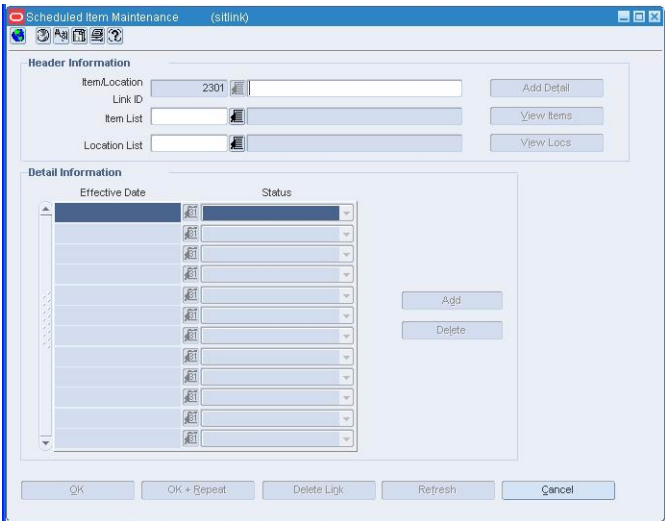 Scheduled Item Maintenance (sitlink)
Header Information
Item/Location
Link ID
2301
Add Detail
Item List
View Items
Location List
View Locs
Detail Information
Effective Date Status
Add
Delete
OK OK + Repeat Delete Link Refresh Cancel